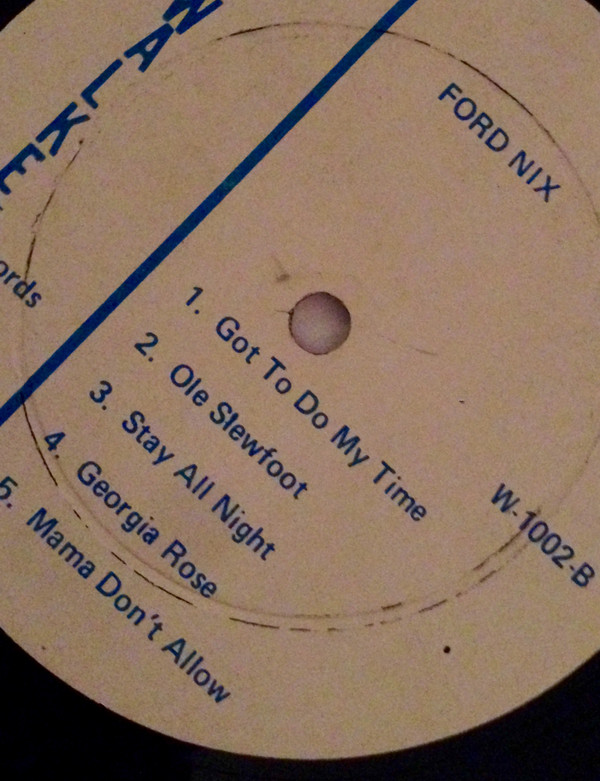 WALKE
ords
FORD NIX
1. Got To Do My Time
2. Ole Slewfoot
3. Stay All Night
4. Georgia Rose
5. Mama Don't Allow
W-1002-B